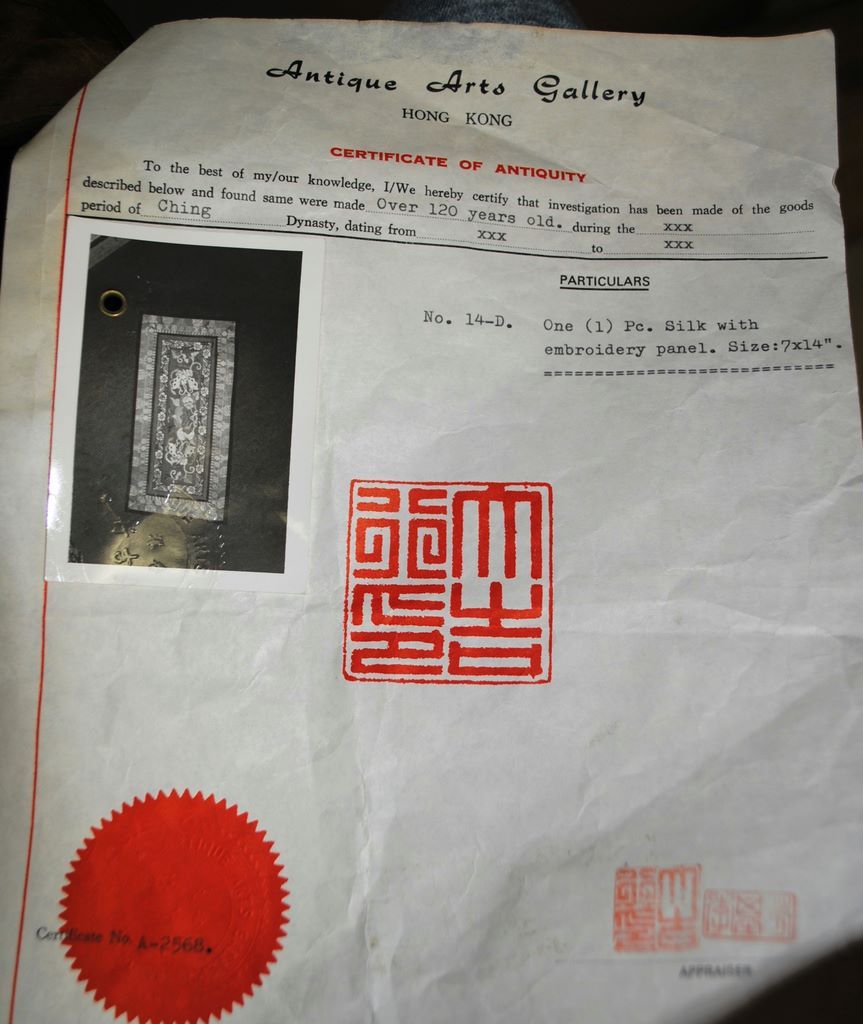 Antique Arts Gallery
HONG KONG
CERTIFICATE OF ANTIQUITY
To the best of my/our knowledge, I/We hereby certify that investigation has been made of the goods
described below and found same were made Over 120 years old. during the xxx
period of Ching Dynasty, dating from xxx to xxx
PARTICULARS
No. 14-D. One (1) Pc. Silk with
embroidery panel. Size:7x14".
Certificate No. A-2568.
APPRAISER